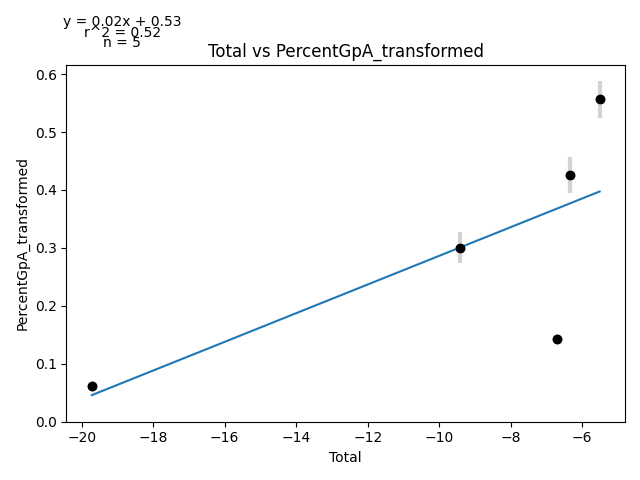 y = 0.02x + 0.53
r^2 = 0.52
n = 5
Total vs PercentGpA_transformed
PercentGpA_transformed
0.6
0.5
0.4
0.3
0.2
0.1
0.0
−20 −18 −16 −14 −12 −10 −8 −6
Total